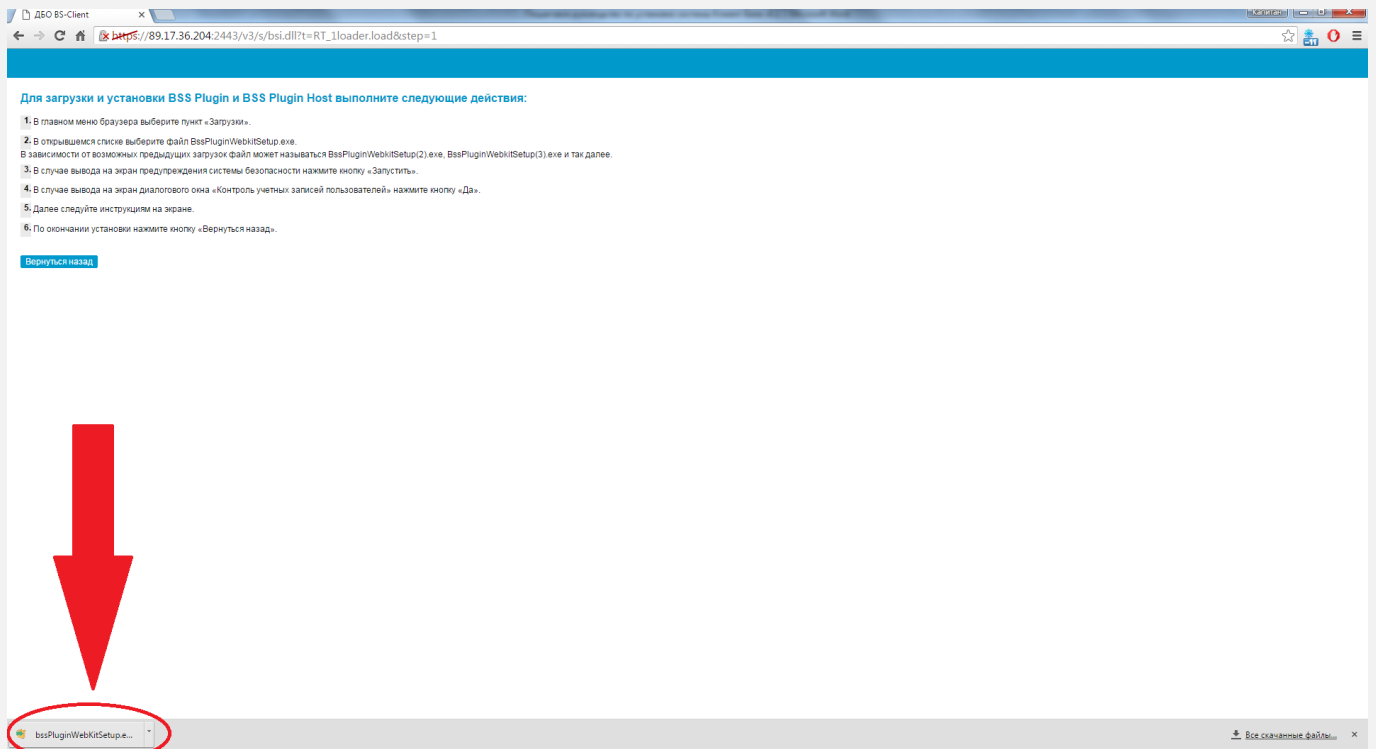 ДБО BS-Client
Капитан
https://89.17.36.204:2443/v3/s/bsi.dll?t=RT_1loader.load&step=1
Для загрузки и установки BSS Plugin и BSS Plugin Host выполните следующие действия:
1. В главном меню браузера выберите пункт «Загрузки».
2. В открывшемся списке выберите файл BssPluginWebkitSetup.exe.
В зависимости от возможных предыдущих загрузок файл может называться BssPluginWebkitSetup(2).exe, BssPluginWebkitSetup(3).exe и так далее.
3. В случае вывода на экран предупреждения системы безопасности нажмите кнопку «Запустить».
4. В случае вывода на экран диалогового окна «Контроль учетных записей пользователей» нажмите кнопку «Да».
5. Далее следуйте инструкциям на экране.
6. По окончании установки нажмите кнопку «Вернуться назад».
Вернуться назад
bssPluginWebKitSetup.e...
Все скачанные файлы...